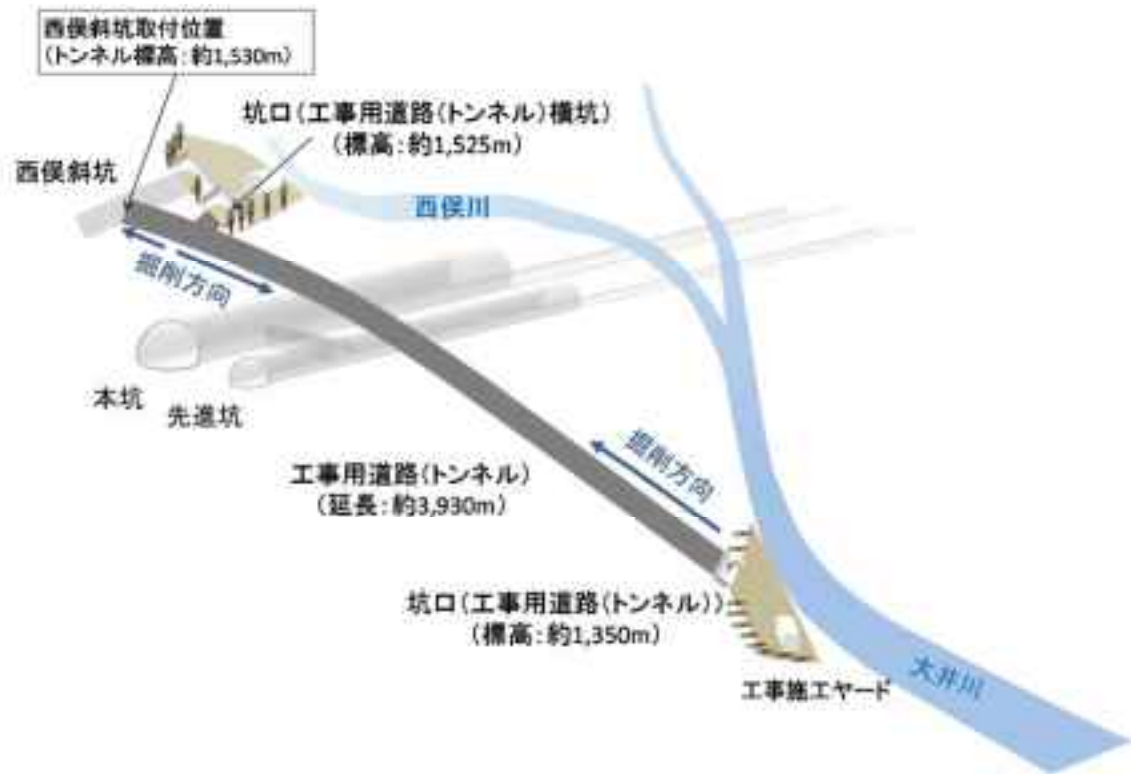 西俣斜坑取付位置
(トンネル標高:約1,530m)
坑口(工事用道路(トンネル)横坑)
(標高:約1,525m)
西俣斜坑
西俣川
掘削方向
本坑
先進坑
掘削方向
工事用道路(トンネル)
(延長:約3,930m)
坑口(工事用道路(トンネル))
(標高:約1,350m)
大井川
工事施工ヤード